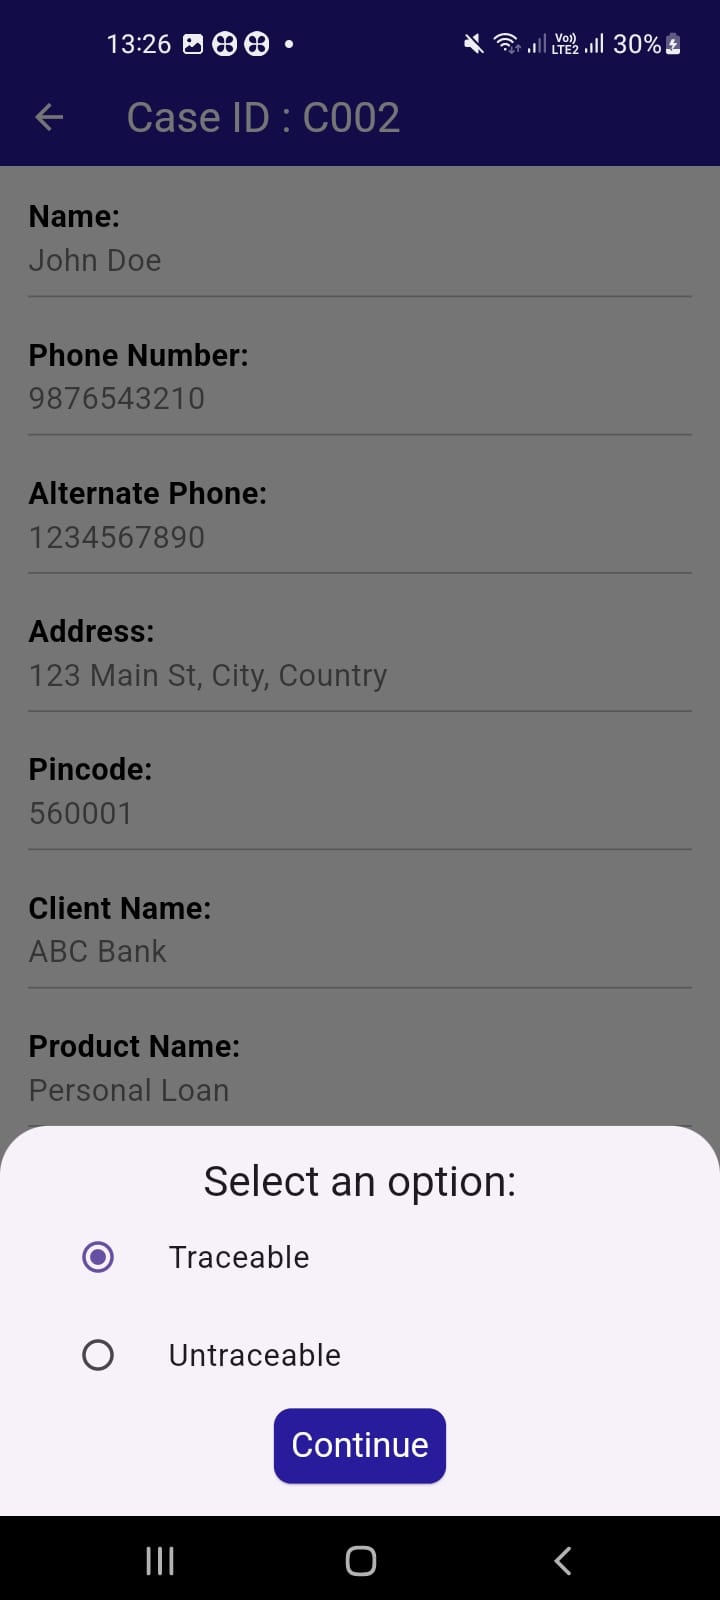 13:26 Vo)) LTE2 30%
Case ID : C002
Name:
John Doe
Phone Number:
9876543210
Alternate Phone:
1234567890
Address:
123 Main St, City, Country
Pincode:
560001
Client Name:
ABC Bank
Product Name:
Personal Loan
Select an option:
Traceable
Untraceable
Continue